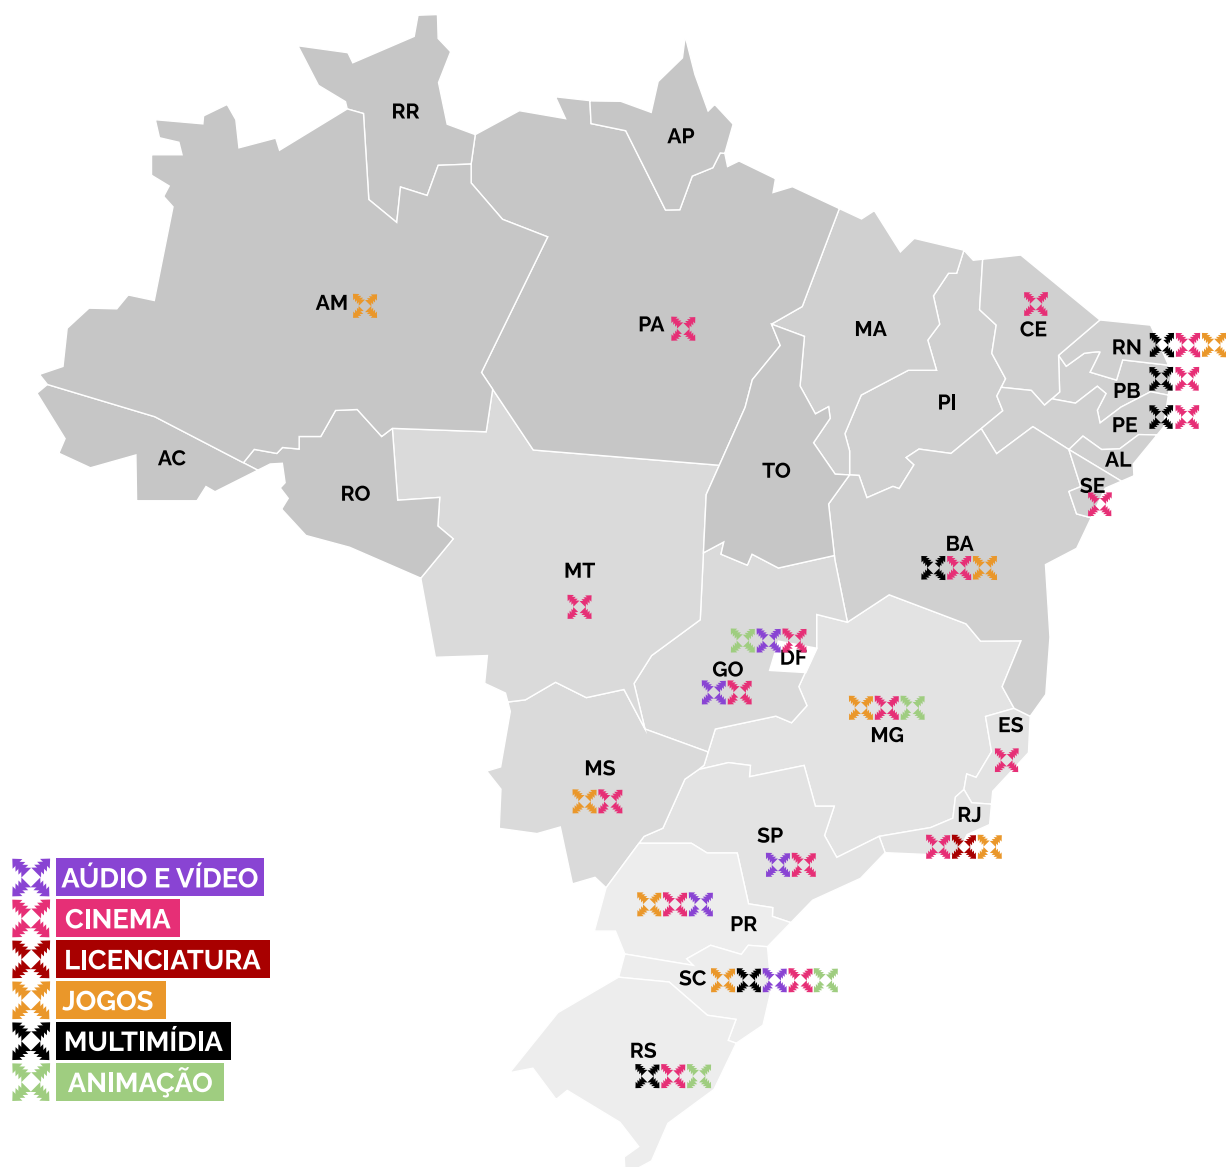 RR
AP
AM
PA
MA
CE
RN
PB
PI
PE
AC
AL
TO
SE
RO
BA
MT
DF
GO
ES
MG
MS
RJ
SP
PR
SC
RS
AÚDIO E VÍDEO
CINEMA
LICENCIATURA
JOGOS
MULTIMÍDIA
ANIMAÇÃO